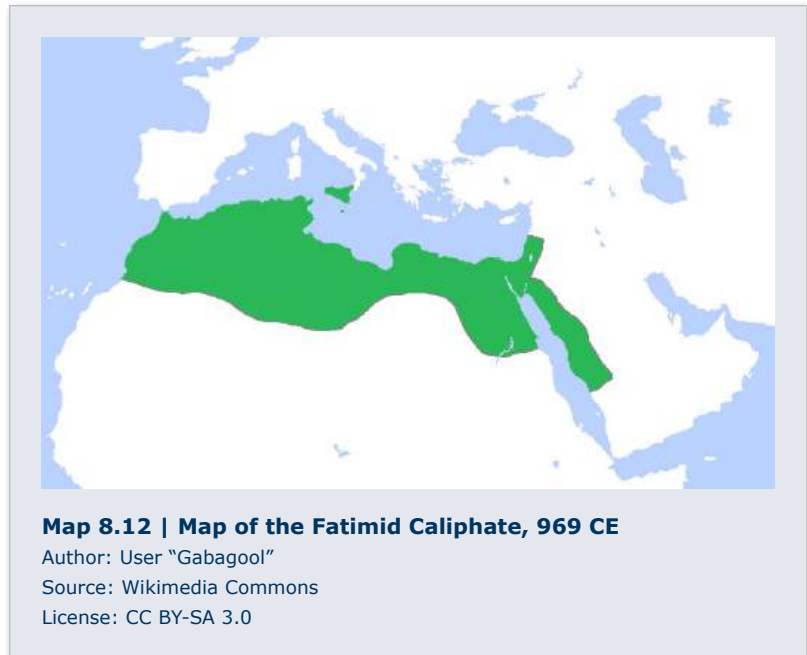 Map 8.12 | Map of the Fatimid Caliphate, 969 CE
Author: User “Gabagool”
Source: Wikimedia Commons
License: CC BY-SA 3.0